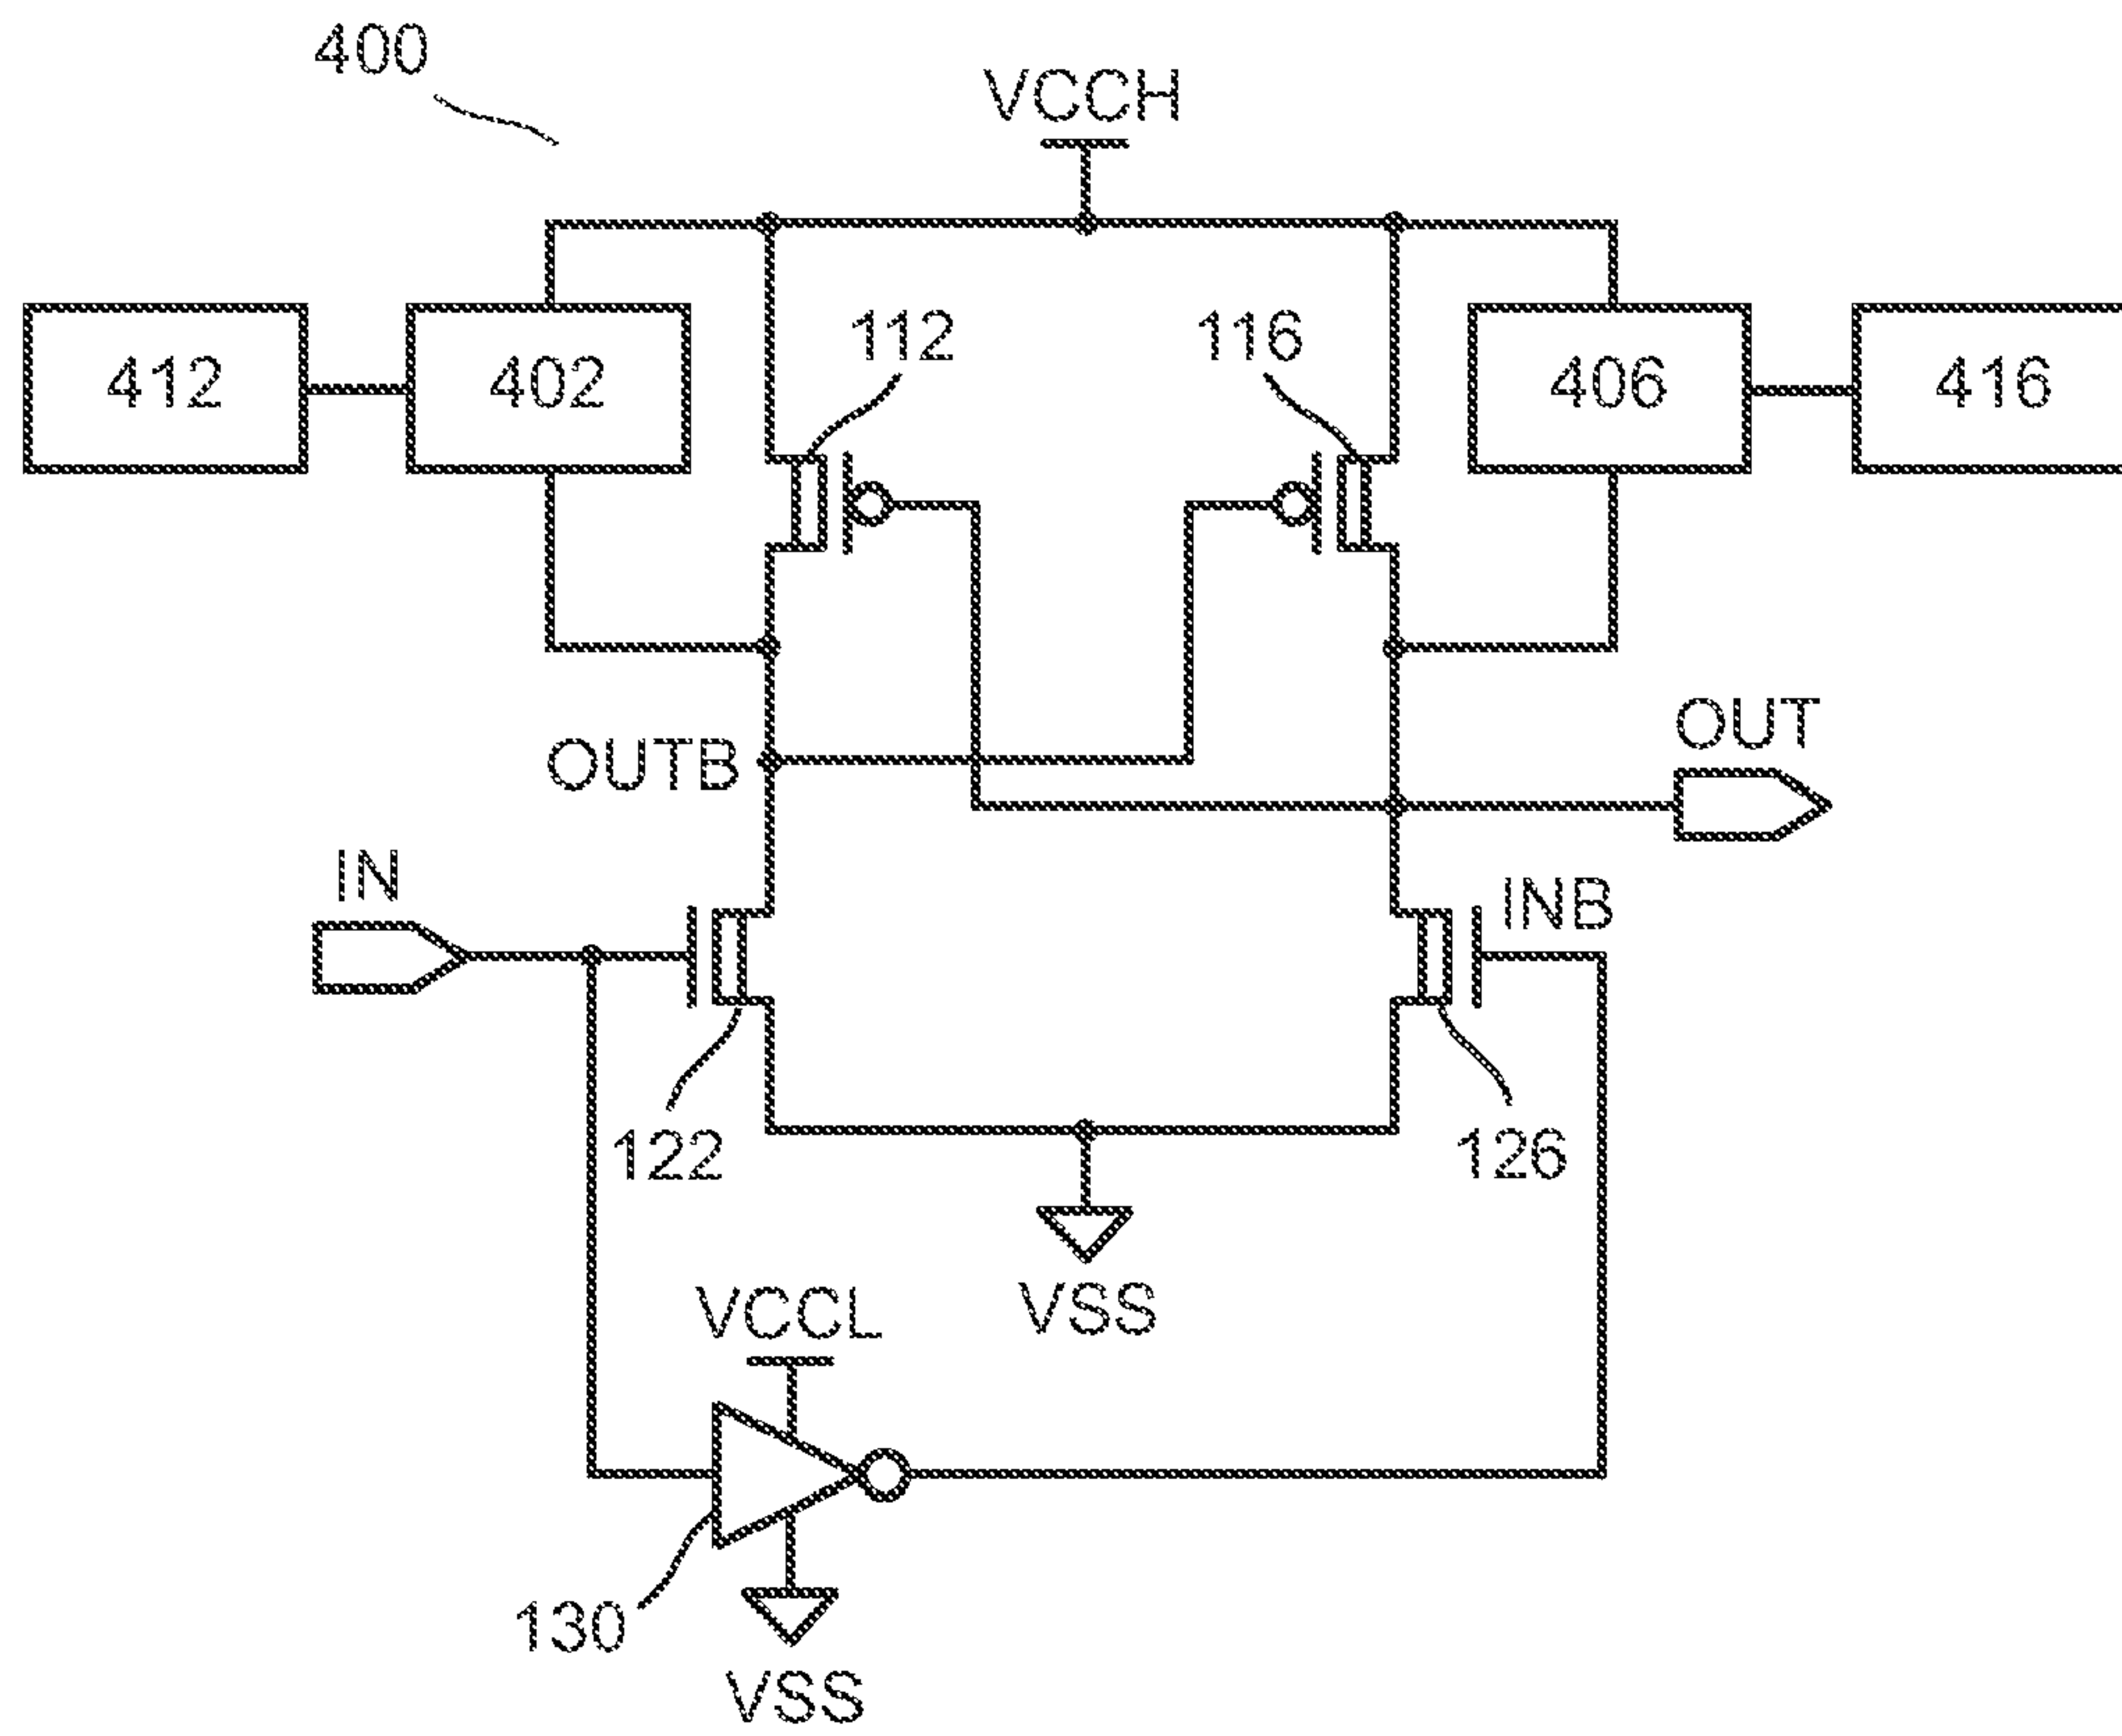 400
VCCH
112
116
412
402
406
416
OUTB
OUT
IN
INB
122
126
VSS
VCCL
130
VSS